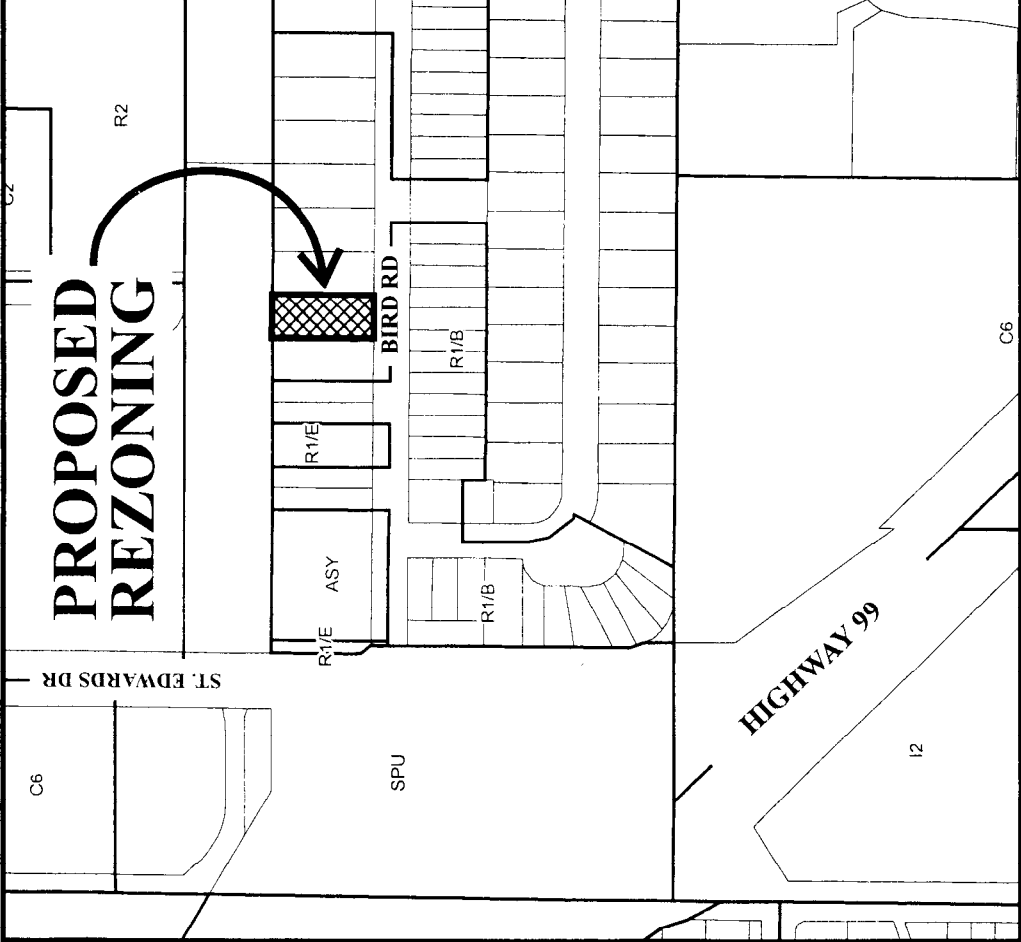 C2
R2
PROPOSED
REZONING
BIRD RD
R1/B
R1/E
ASY
R1/E
R1/B
ST. EDWARDS DR
C6
SPU
HIGHWAY 99
I2
C6